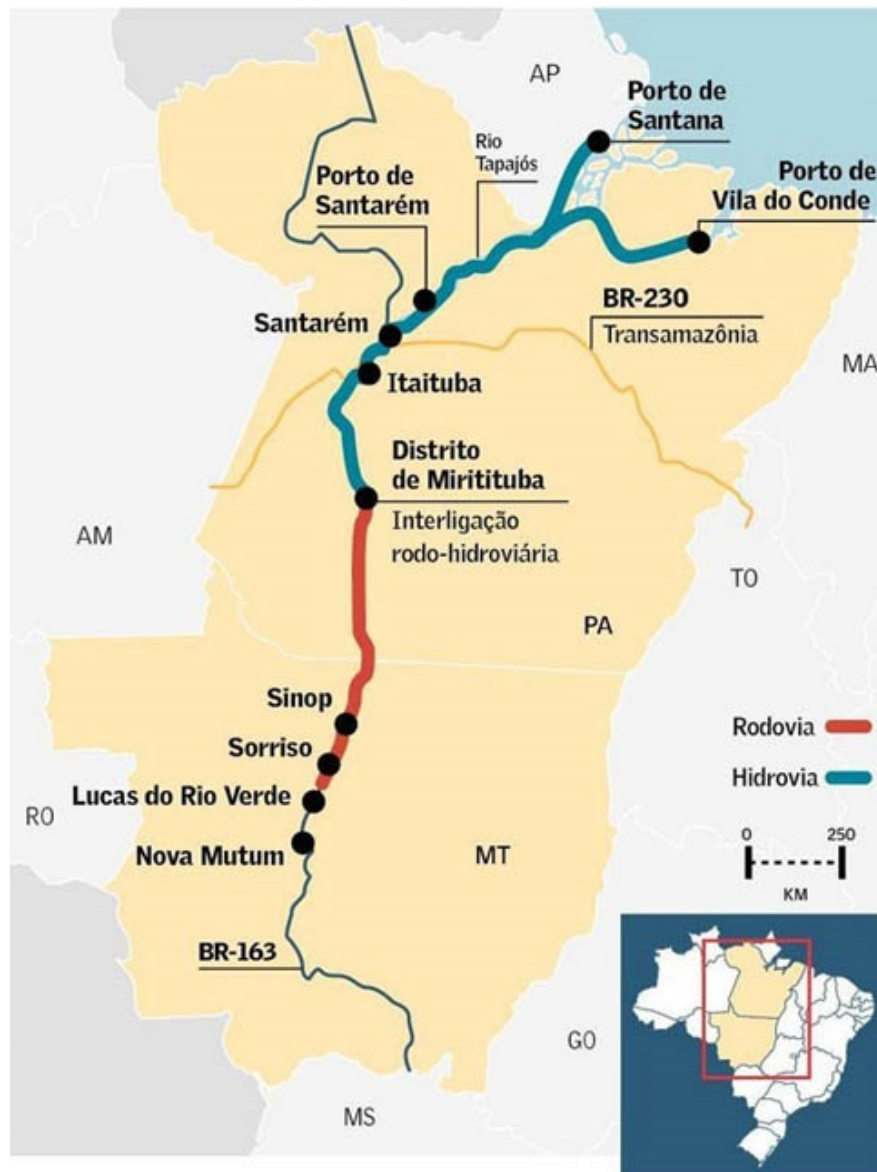 AP
Porto de
Santana
Rio
Tapajós
Porto de
Santarém
Porto de
Vila do Conde
BR-230
Transamazônia
Santarém
MA
Itaituba
Distrito
de Miritituba
Interligação
rodo-hidroviária
AM
TO
PA
Sinop
Rodovia
Sorriso
Hidrovia
Lucas do Rio Verde
RO
0 250
KM
Nova Mutum
MT
BR-163
GO
MS